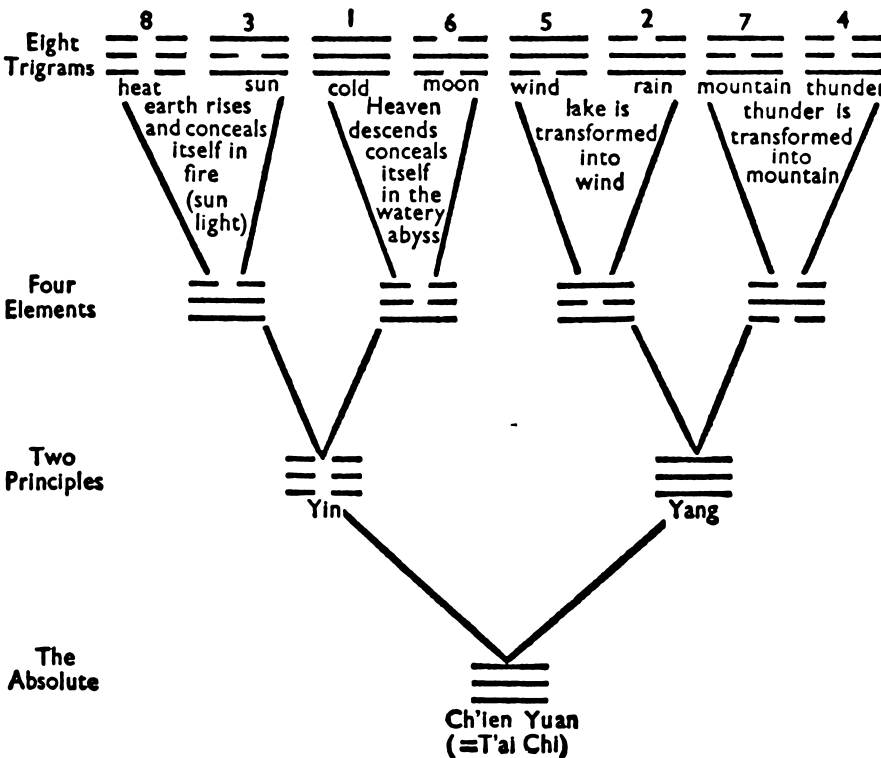 8 3 1 6 5 2 7 4
Eight
Trigrams
heat sun cold moon wind rain mountain thunder
earth rises
and conceals
itself in
fire
(sun
light)
Heaven
descends
conceals
itself
in the
watery
abyss
lake is
transformed
into
wind
thunder is
transformed
into
mountain
Four
Elements
Two
Principles
Yin Yang
The
Absolute
Ch'ien Yuan
(=T'ai Chi)